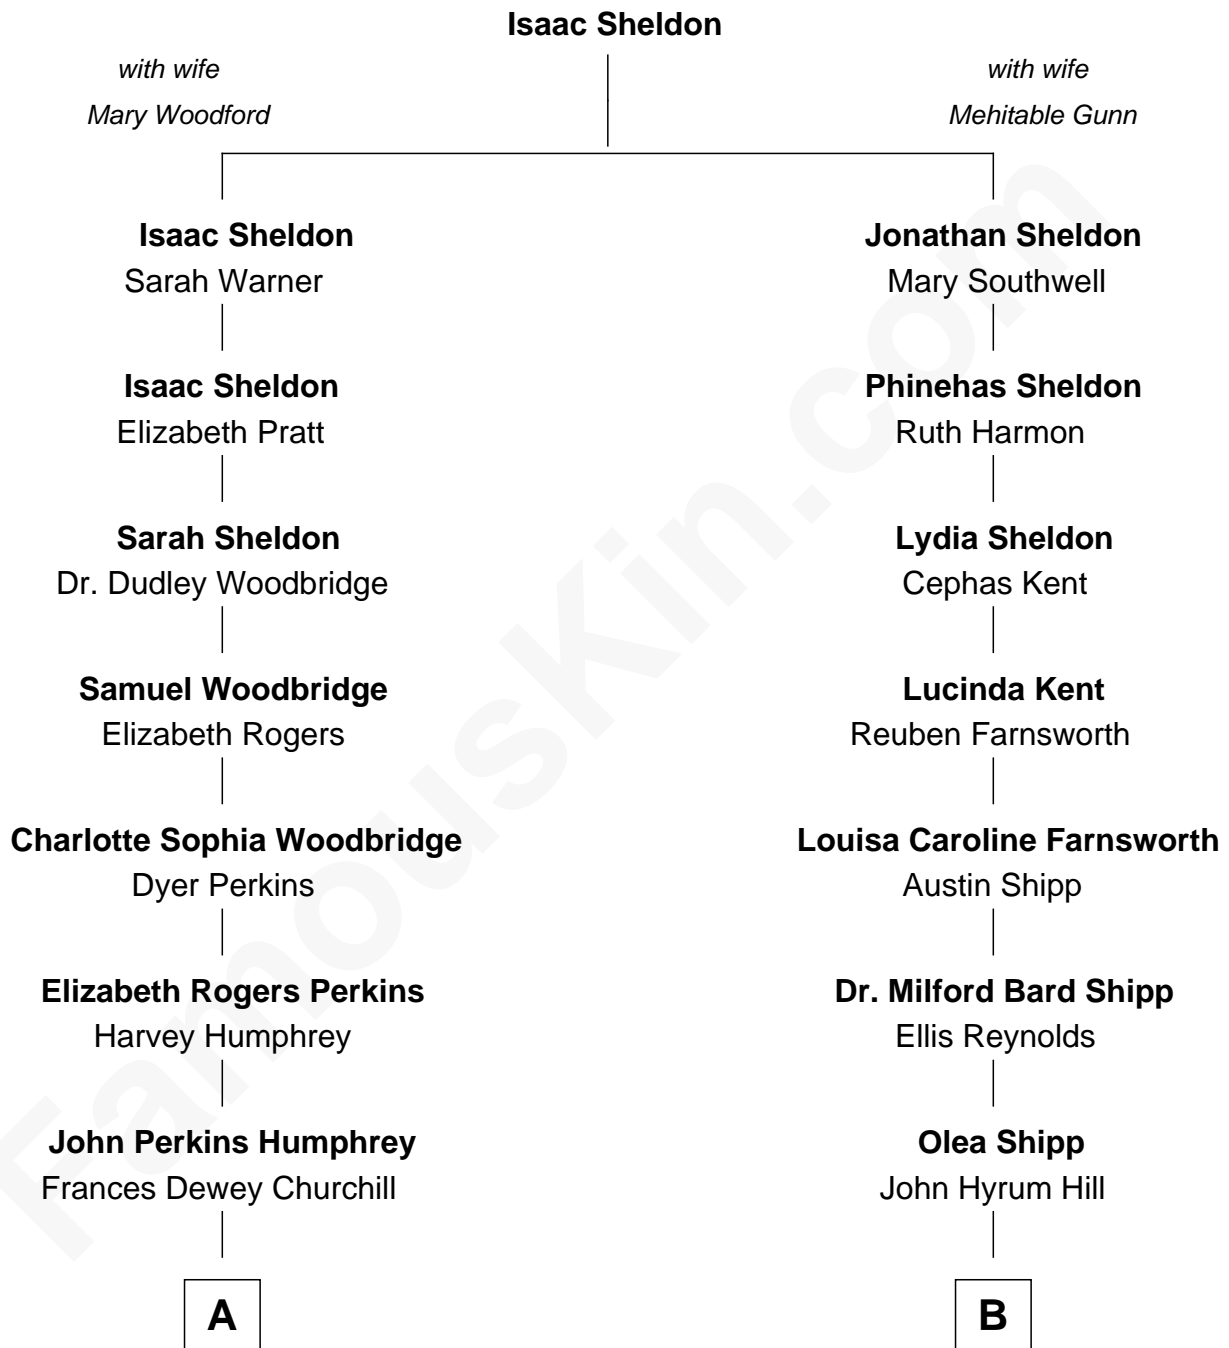 Isaac Sheldon
with wife
Mary Woodford
with wife
Mehitable Gunn
Isaac Sheldon
Sarah Warner
Jonathan Sheldon
Mary Southwell
Isaac Sheldon
Elizabeth Pratt
Phinehas Sheldon
Ruth Harmon
Sarah Sheldon
Dr. Dudley Woodbridge
Lydia Sheldon
Cephas Kent
Samuel Woodbridge
Elizabeth Rogers
Lucinda Kent
Reuben Farnsworth
Charlotte Sophia Woodbridge
Dyer Perkins
Louisa Caroline Farnsworth
Austin Shipp
Elizabeth Rogers Perkins
Harvey Humphrey
Dr. Milford Bard Shipp
Ellis Reynolds
John Perkins Humphrey
Frances Dewey Churchill
Olea Shipp
John Hyrum Hill
A
B
FamousKin.com